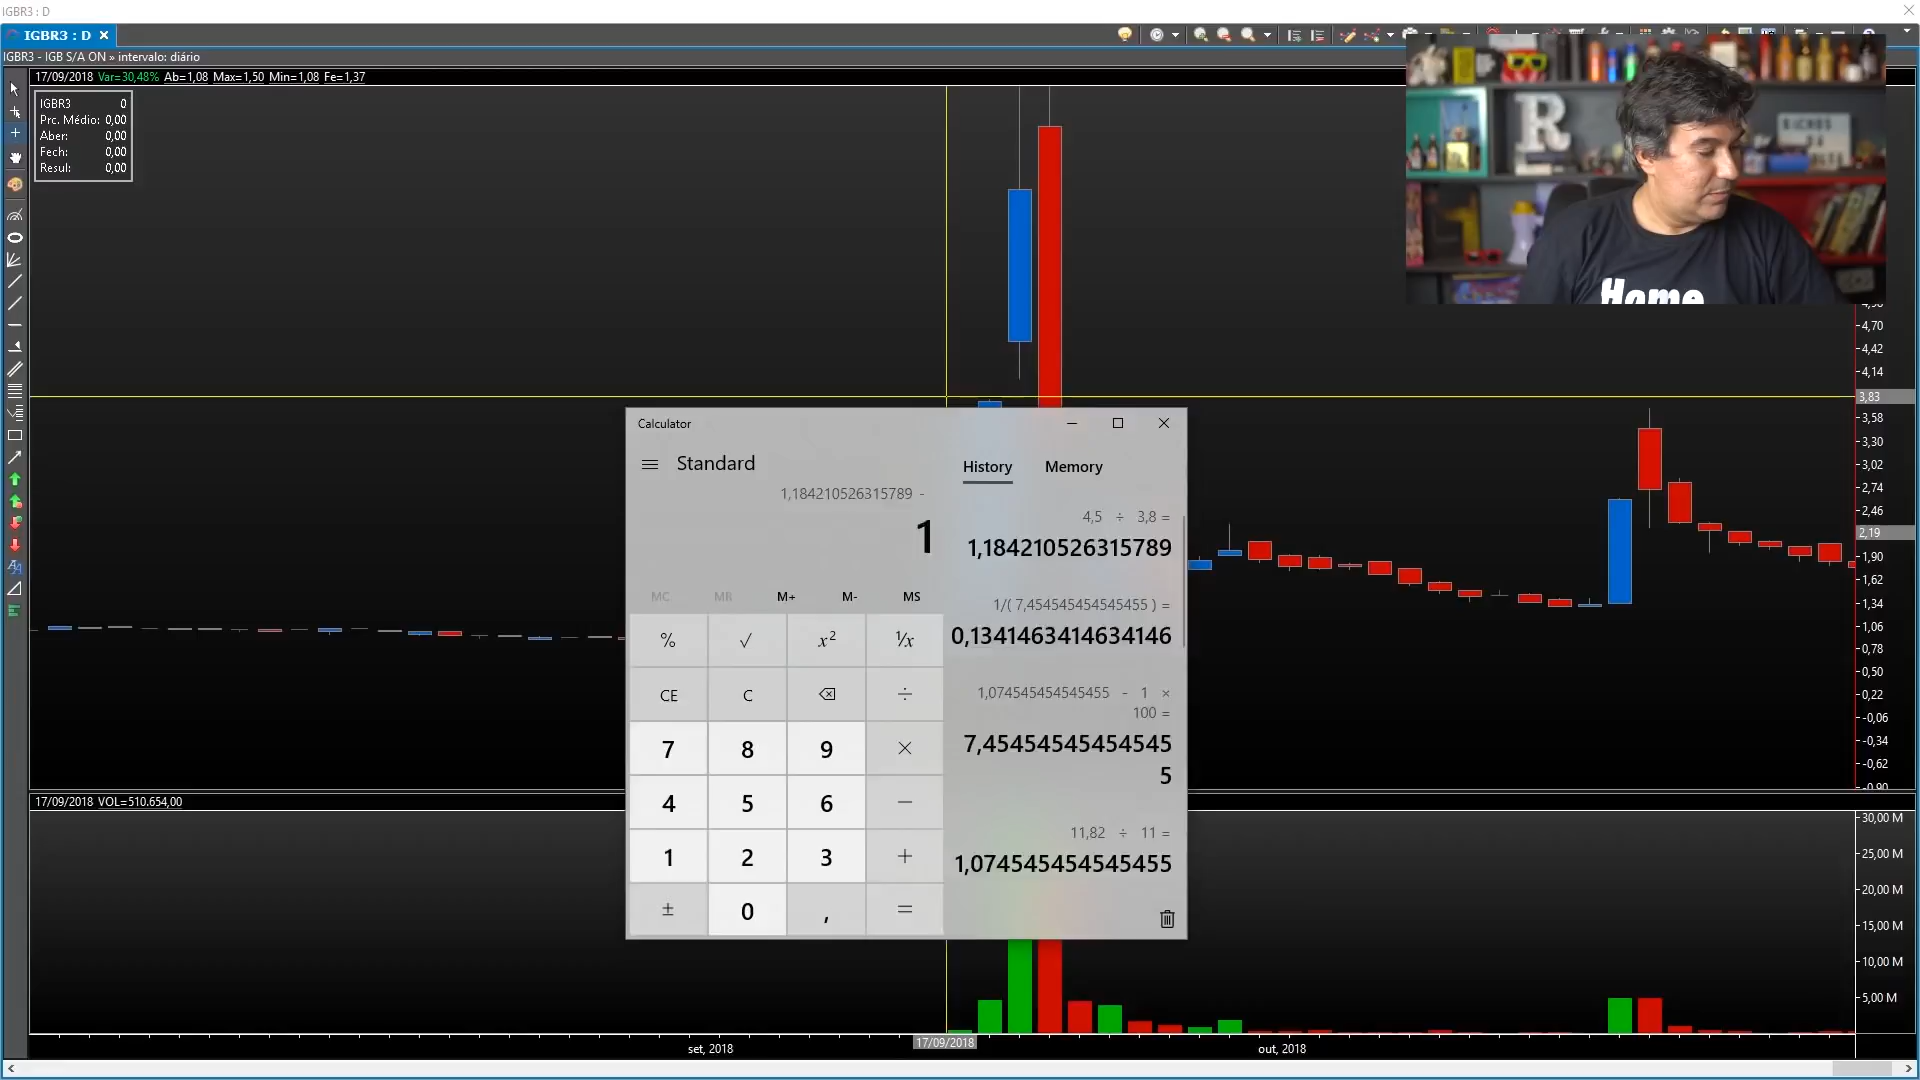 IGBR3 : D
IGBR3 : D
IGBR3 - IGB S/A ON » intervalo: diário
17/09/2018 Var=30,48% Ab=1,08 Max=1,50 Min=1,08 Fe=1,37
IGBR3 0
Prc. Médio: 0,00
Aber: 0,00
Fech: 0,00
Resul: 0,00
R
Home
4,70
4,42
4,14
3,83
3,58
3,30
3,02
2,74
2,46
2,19
1,90
1,62
1,34
1,06
0,78
0,50
0,22
-0,06
-0,34
-0,62
-0,90
Calculator
Standard
1,184210526315789 -
1
MC MR M+ M- MS
% √ x² ¹/x
CE C ÷
7 8 9 ×
4 5 6 −
1 2 3 +
± 0 , =
History Memory
4,5 ÷ 3,8 =
1,184210526315789
1/( 7,454545454545455 ) =
0,1341463414634146
1,074545454545455 - 1 ×
100 =
7,45454545454545
5
11,82 ÷ 11 =
1,074545454545455
17/09/2018 VOL=510.654,00
30,00 M
25,00 M
20,00 M
15,00 M
10,00 M
5,00 M
17/09/2018
set, 2018
out, 2018